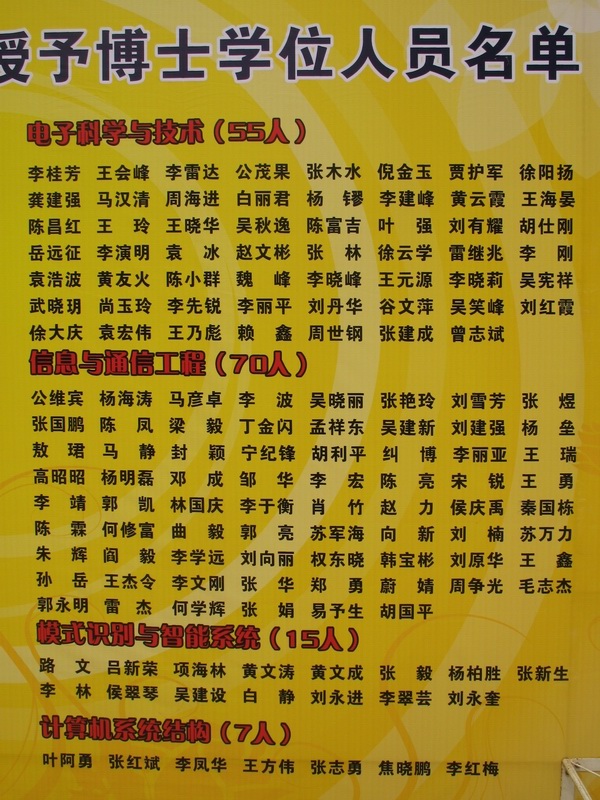 授予博士学位人员名单
电子科学与技术（55人）
李桂芳 王会峰 李雷达 公茂果 张木水 倪金玉 贾护军 徐阳扬
龚建强 马汉清 周海进 白丽君 杨 镠 李建峰 黄云霞 王海晏
陈昌红 王 玲 王晓华 吴秋逸 陈富吉 叶 强 刘有耀 胡仕刚
岳远征 李演明 袁 冰 赵文彬 张 林 徐云学 雷继兆 李 刚
袁浩波 黄友火 陈小群 魏 峰 李晓峰 王元源 李晓莉 吴宪祥
武晓玥 尚玉玲 李先锐 李丽平 刘丹华 谷文萍 吴笑峰 刘红霞
徐大庆 袁宏伟 王乃彪 赖 鑫 周世钢 张建成 曾志斌
信息与通信工程（70人）
公维宾 杨海涛 马彦卓 李 波 吴晓丽 张艳玲 刘雪芳 张 煜
张国鹏 陈 凤 梁 毅 丁金闪 孟祥东 吴建新 刘建强 杨 垒
敖 珺 马 静 封 颖 宁纪锋 胡利平 纠 博 李丽亚 王 瑞
高昭昭 杨明磊 邓 成 邹 华 李 宏 陈 亮 宋 锐 王 勇
李 靖 郭 凯 林国庆 李于衡 肖 竹 赵 力 侯庆禹 秦国栋
陈 霖 何修富 曲 毅 郭 亮 苏军海 向 新 刘 楠 苏万力
朱 辉 阎 毅 李学远 刘向丽 权东晓 韩宝彬 刘原华 王 鑫
孙 岳 王杰令 李文刚 张 华 郑 勇 蔚 婧 周争光 毛志杰
郭永明 雷 杰 何学辉 张 娟 易予生 胡国平
模式识别与智能系统（15人）
路 文 吕新荣 项海林 黄文涛 黄文成 张 毅 杨柏胜 张新生
李 林 侯翠琴 吴建设 白 静 刘永进 李翠芸 刘永奎
计算机系统结构（7人）
叶阿勇 张红斌 李凤华 王方伟 张志勇 焦晓鹏 李红梅